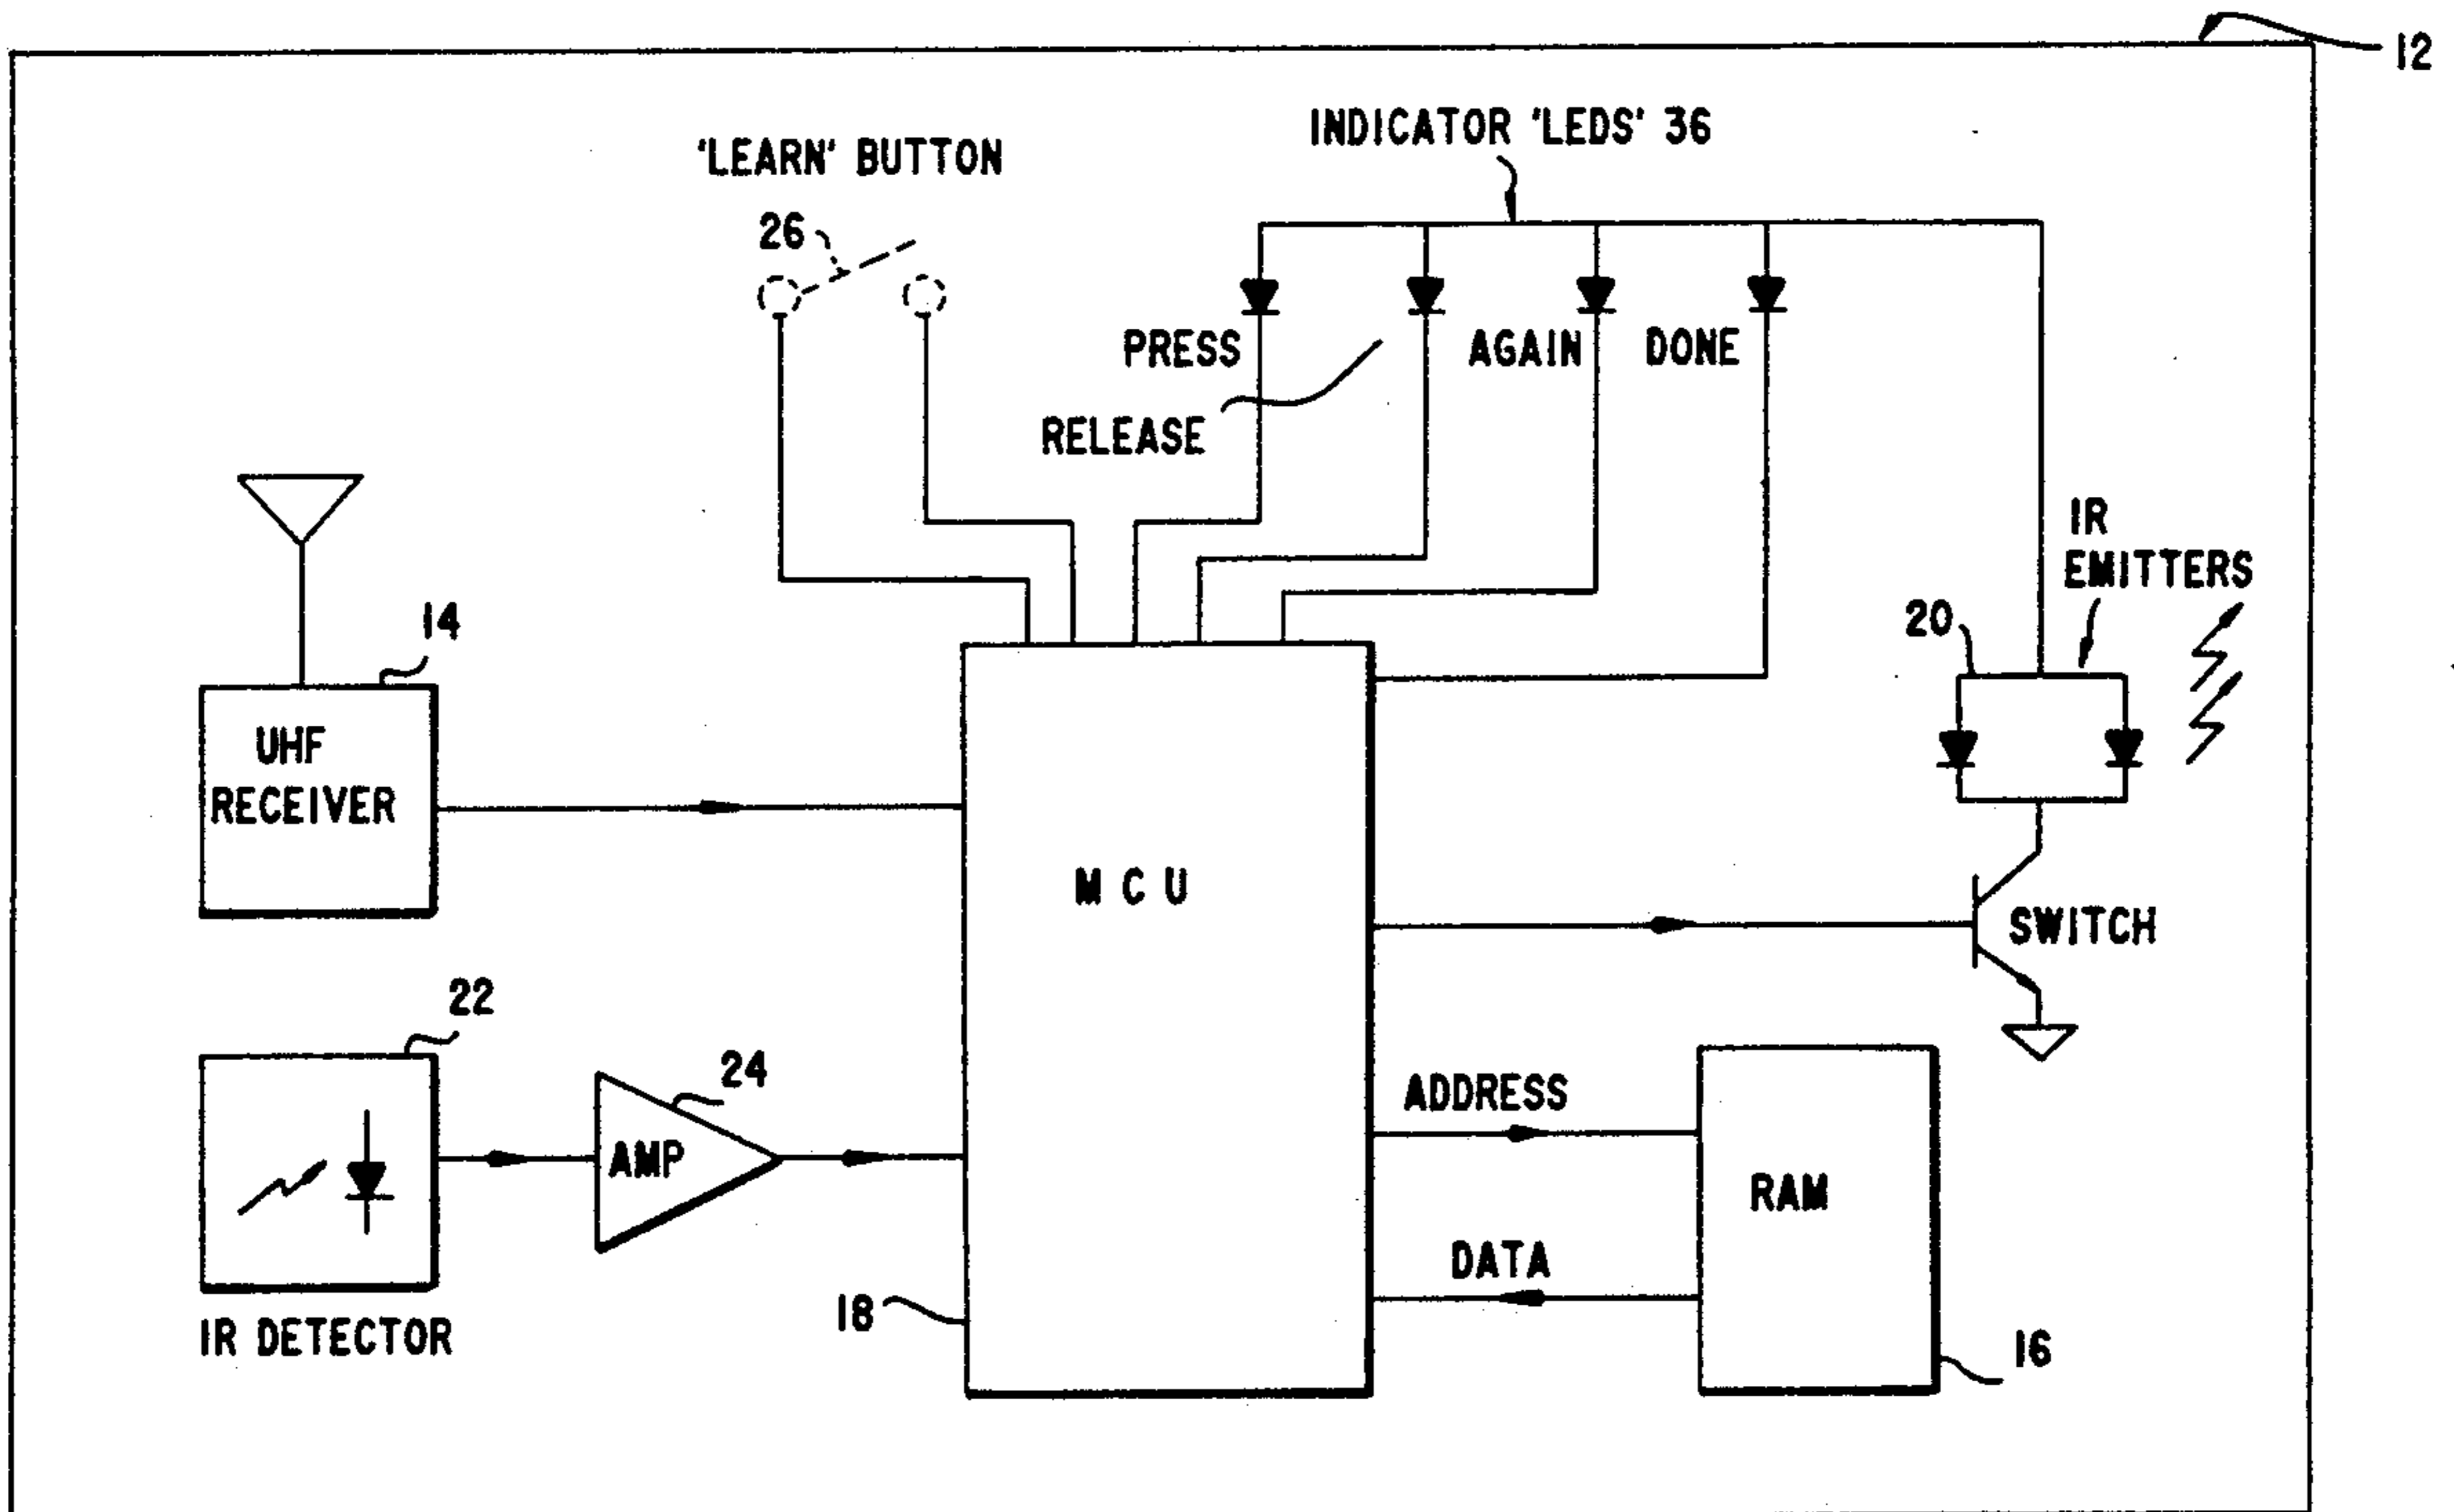 12
INDICATOR 'LEDS' 36
'LEARN' BUTTON
26
PRESS
AGAIN
DONE
RELEASE
IR
EMITTERS
14
20
UHF
RECEIVER
MCU
SWITCH
22
24
AMP
ADDRESS
RAM
DATA
18
IR DETECTOR
16